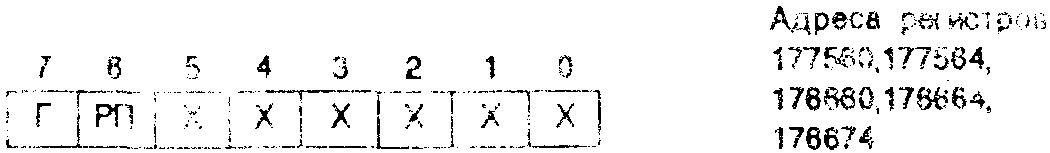 Адреса регистров
7 6 5 4 3 2 1 0
177560,177564,
Г РП X X X X X X
176660,176664,
176674